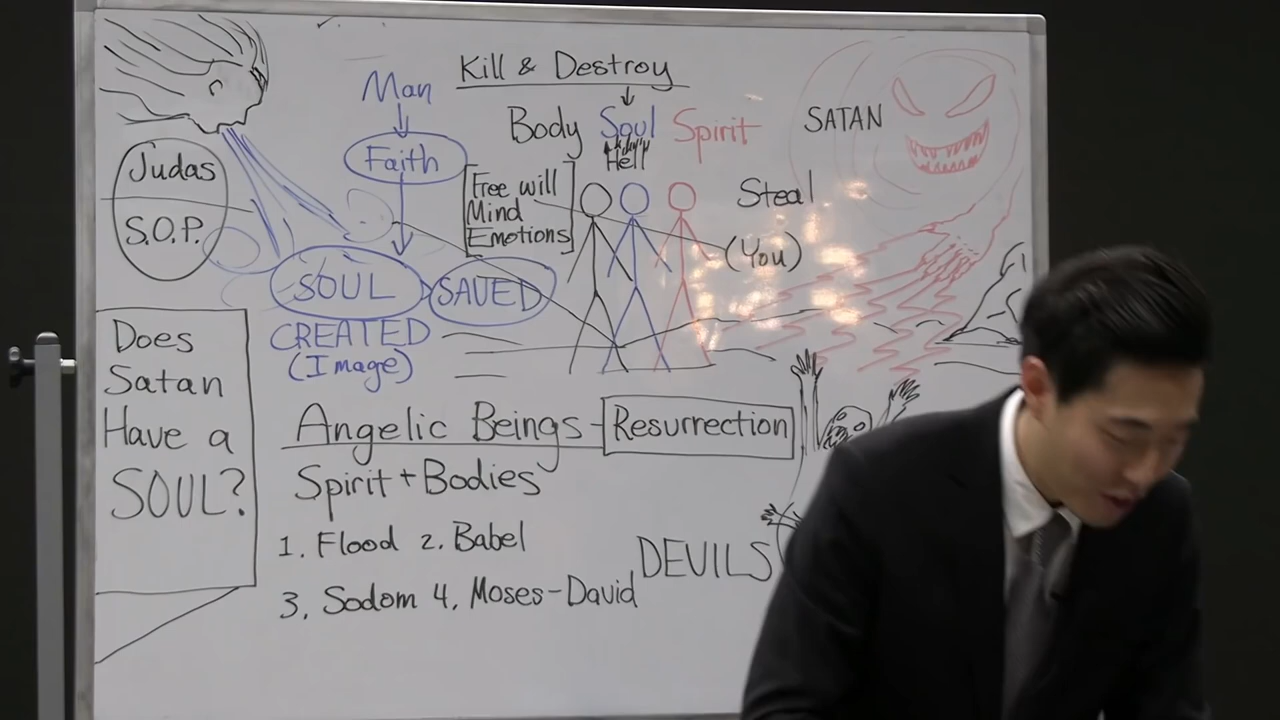 Kill & Destroy
Man
Body Soul Spirit
Hell
SATAN
Judas
S.O.P.
Faith
Free will
Mind
Emotions
Steal
(You)
SOUL
SAVED
CREATED
(Image)
Does
Satan
Have a
SOUL?
Angelic Beings - Resurrection
Spirit + Bodies
1. Flood 2. Babel
3. Sodom 4. Moses - David
DEVILS